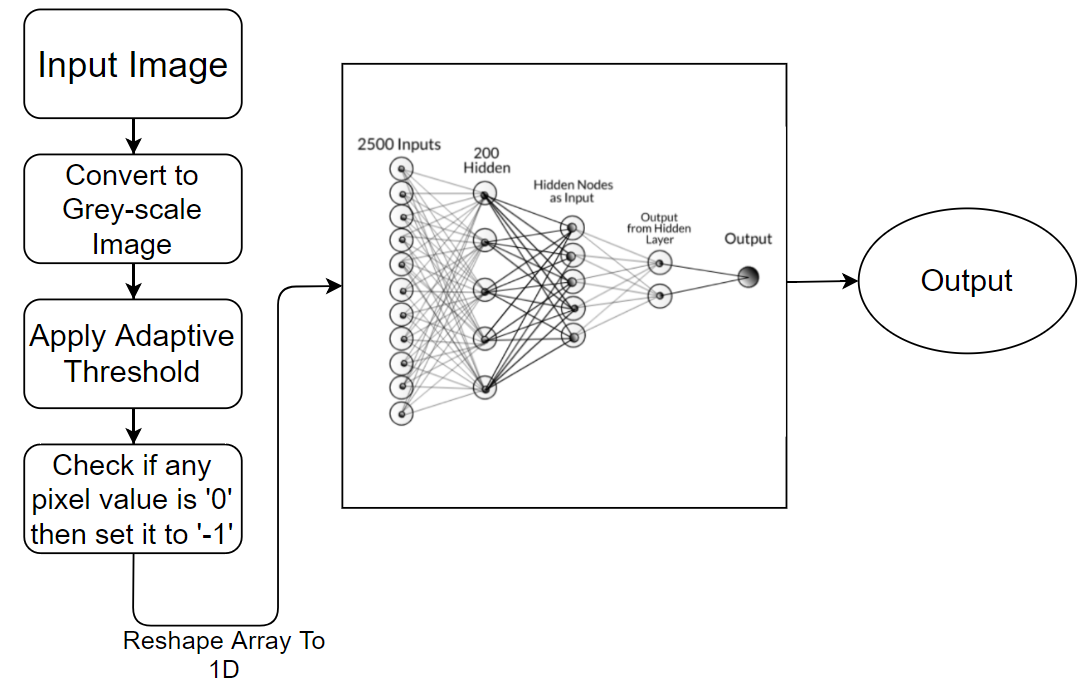 Input Image
Convert to
Grey-scale
Image
Apply Adaptive
Threshold
Check if any
pixel value is '0'
then set it to '-1'
Reshape Array To
1D
2500 Inputs
200
Hidden
Hidden Nodes
as Input
Output
from Hidden
Layer
Output
Output